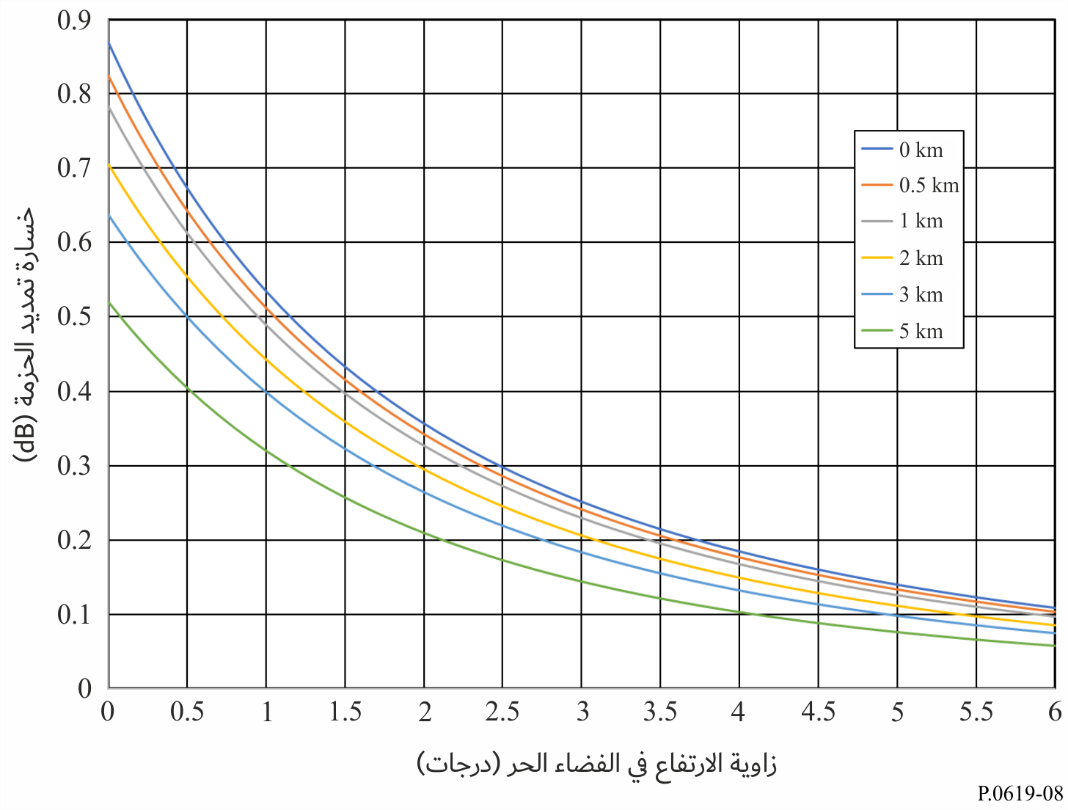 0.9
0.8
0.7
0.6
0.5
0.4
0.3
0.2
0.1
0
خسارة تمديد الحزمة (dB)
0 km
0.5 km
1 km
2 km
3 km
5 km
0 0.5 1 1.5 2 2.5 3 3.5 4 4.5 5 5.5 6
زاوية الارتفاع في الفضاء الحر (درجات)
P.0619-08